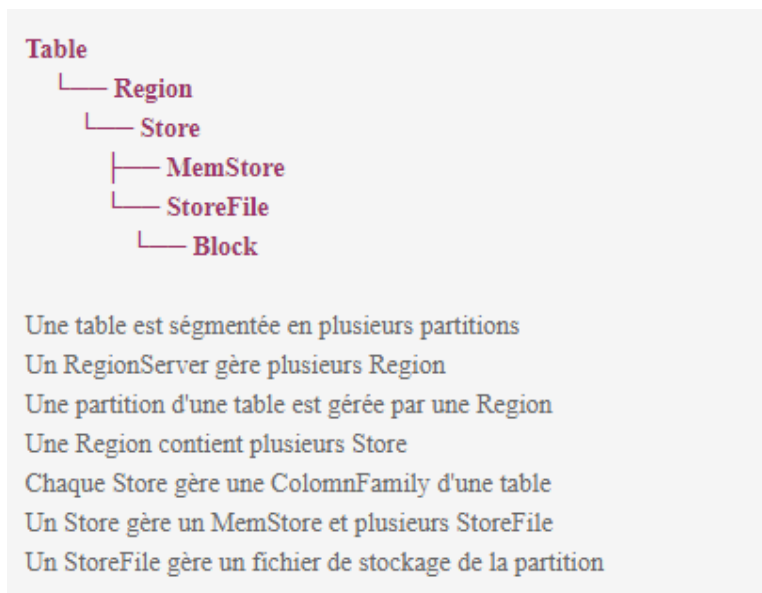 Table
└── Region
└── Store
├── MemStore
└── StoreFile
└── Block
Une table est ségmentée en plusieurs partitions
Un RegionServer gère plusieurs Region
Une partition d'une table est gérée par une Region
Une Region contient plusieurs Store
Chaque Store gère une ColomnFamily d'une table
Un Store gère un MemStore et plusieurs StoreFile
Un StoreFile gère un fichier de stockage de la partition